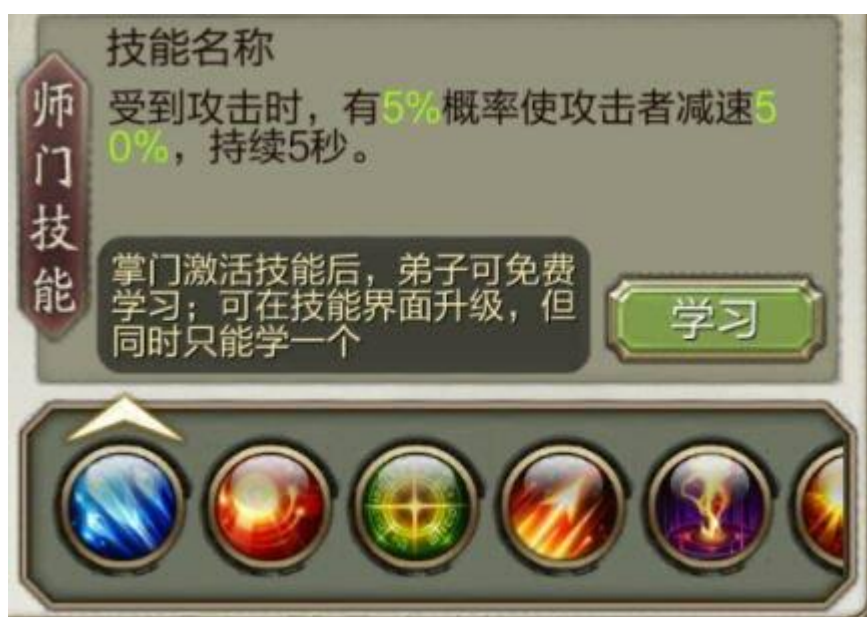 师门技能
技能名称
受到攻击时，有5%概率使攻击者减速5
0%，持续5秒。
掌门激活技能后，弟子可免费
学习；可在技能界面升级，但
同时只能学一个
学习